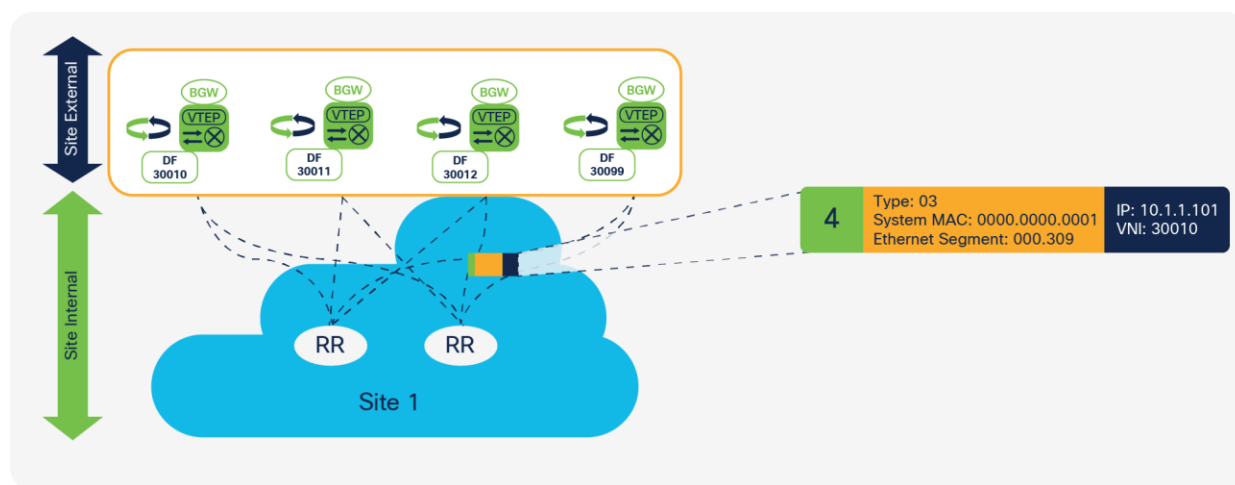 Site External
BGW
VTEP
DF
30010
BGW
VTEP
DF
30011
BGW
VTEP
DF
30012
BGW
VTEP
DF
30099
4
Type: 03
System MAC: 0000.0000.0001
Ethernet Segment: 000.309
IP: 10.1.1.101
VNI: 30010
Site Internal
RR
RR
Site 1